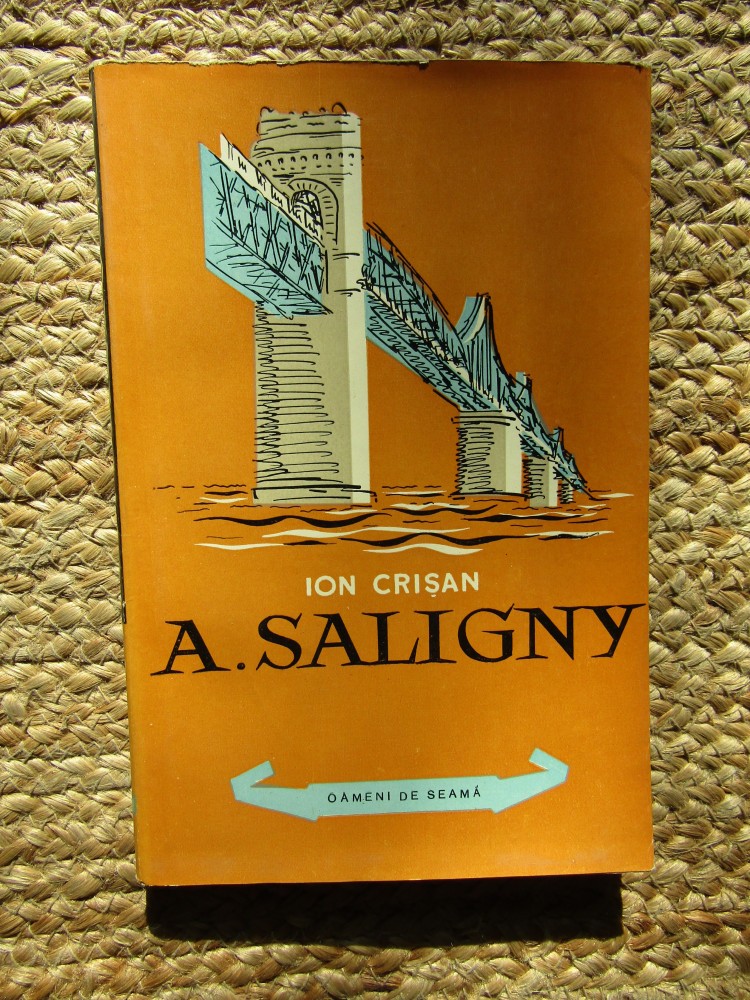 ION CRIȘAN
A. SALIGNY
OAMENI DE SEAMĂ